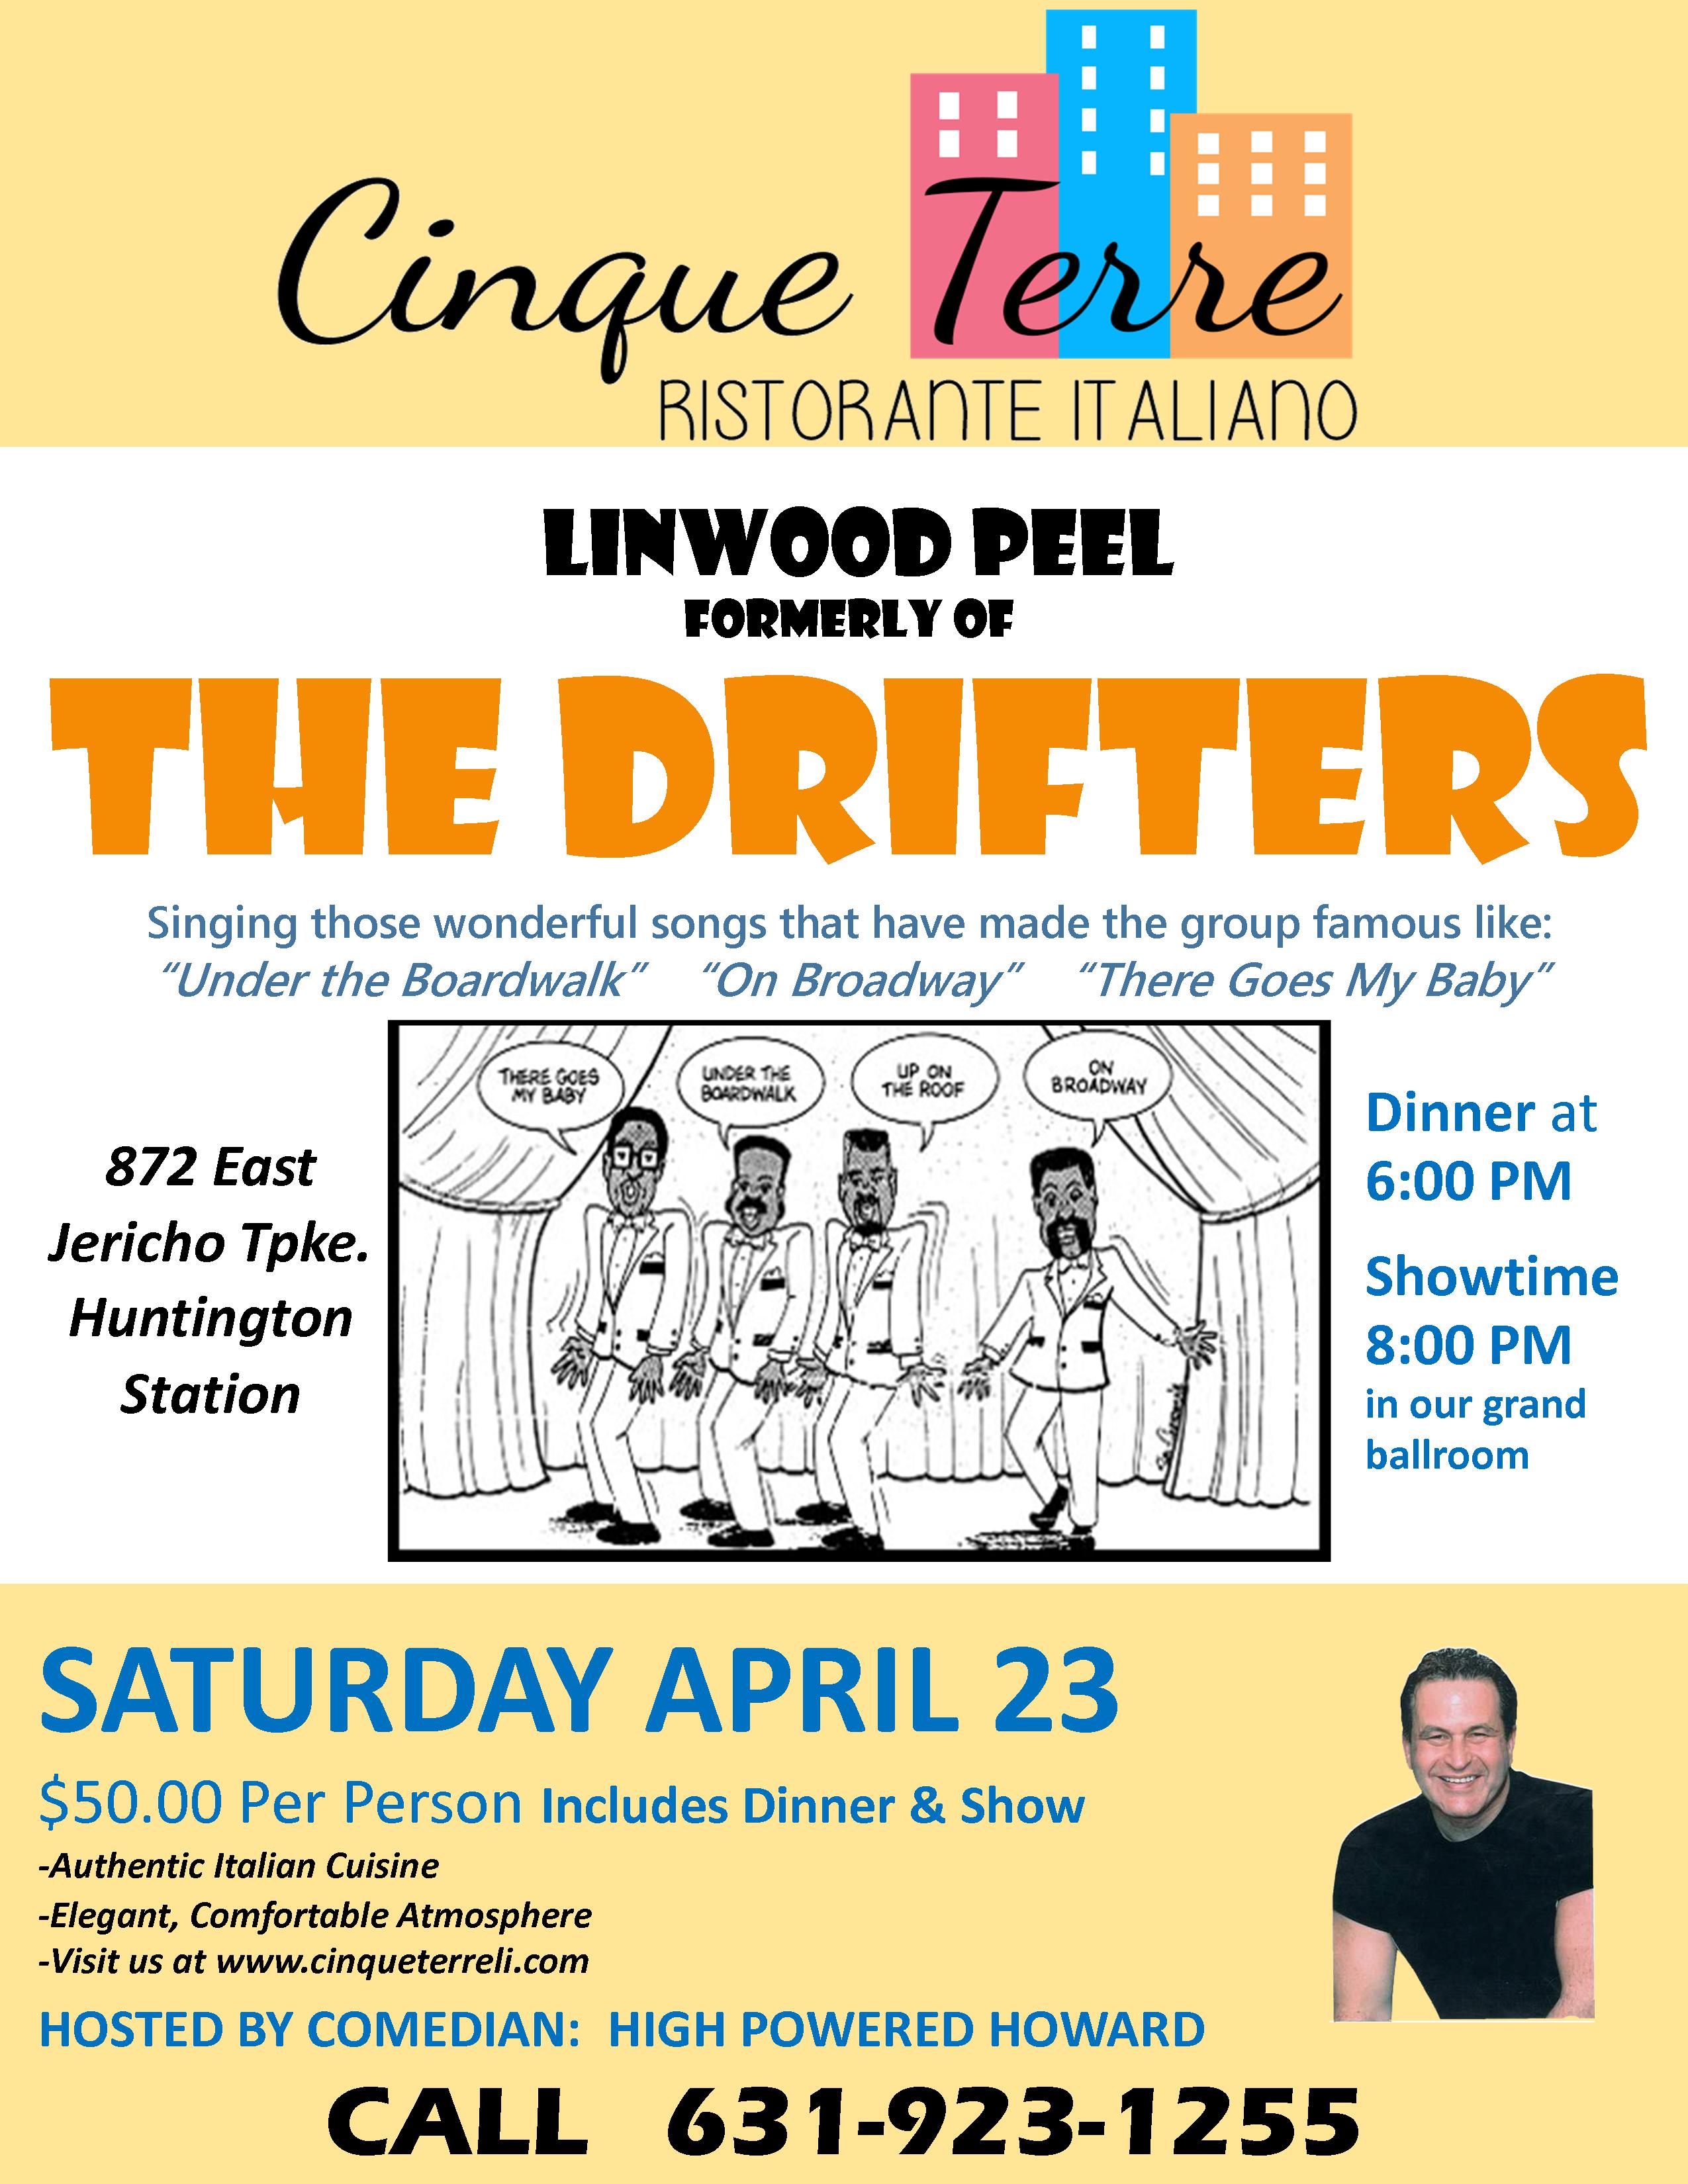 Cinque Terre
RISTORANTE ITALIANO
LINWOOD PEEL
FORMERLY OF
THE DRIFTERS
Singing those wonderful songs that have made the group famous like:
“Under the Boardwalk” “On Broadway” “There Goes My Baby”
THERE GOES
MY BABY
UNDER THE
BOARDWALK
UP ON
THE ROOF
ON
BROADWAY
872 East
Jericho Tpke.
Huntington
Station
Dinner at
6:00 PM
Showtime
8:00 PM
in our grand
ballroom
SATURDAY APRIL 23
$50.00 Per Person Includes Dinner & Show
-Authentic Italian Cuisine
-Elegant, Comfortable Atmosphere
-Visit us at www.cinqueterreli.com
HOSTED BY COMEDIAN: HIGH POWERED HOWARD
CALL 631-923-1255